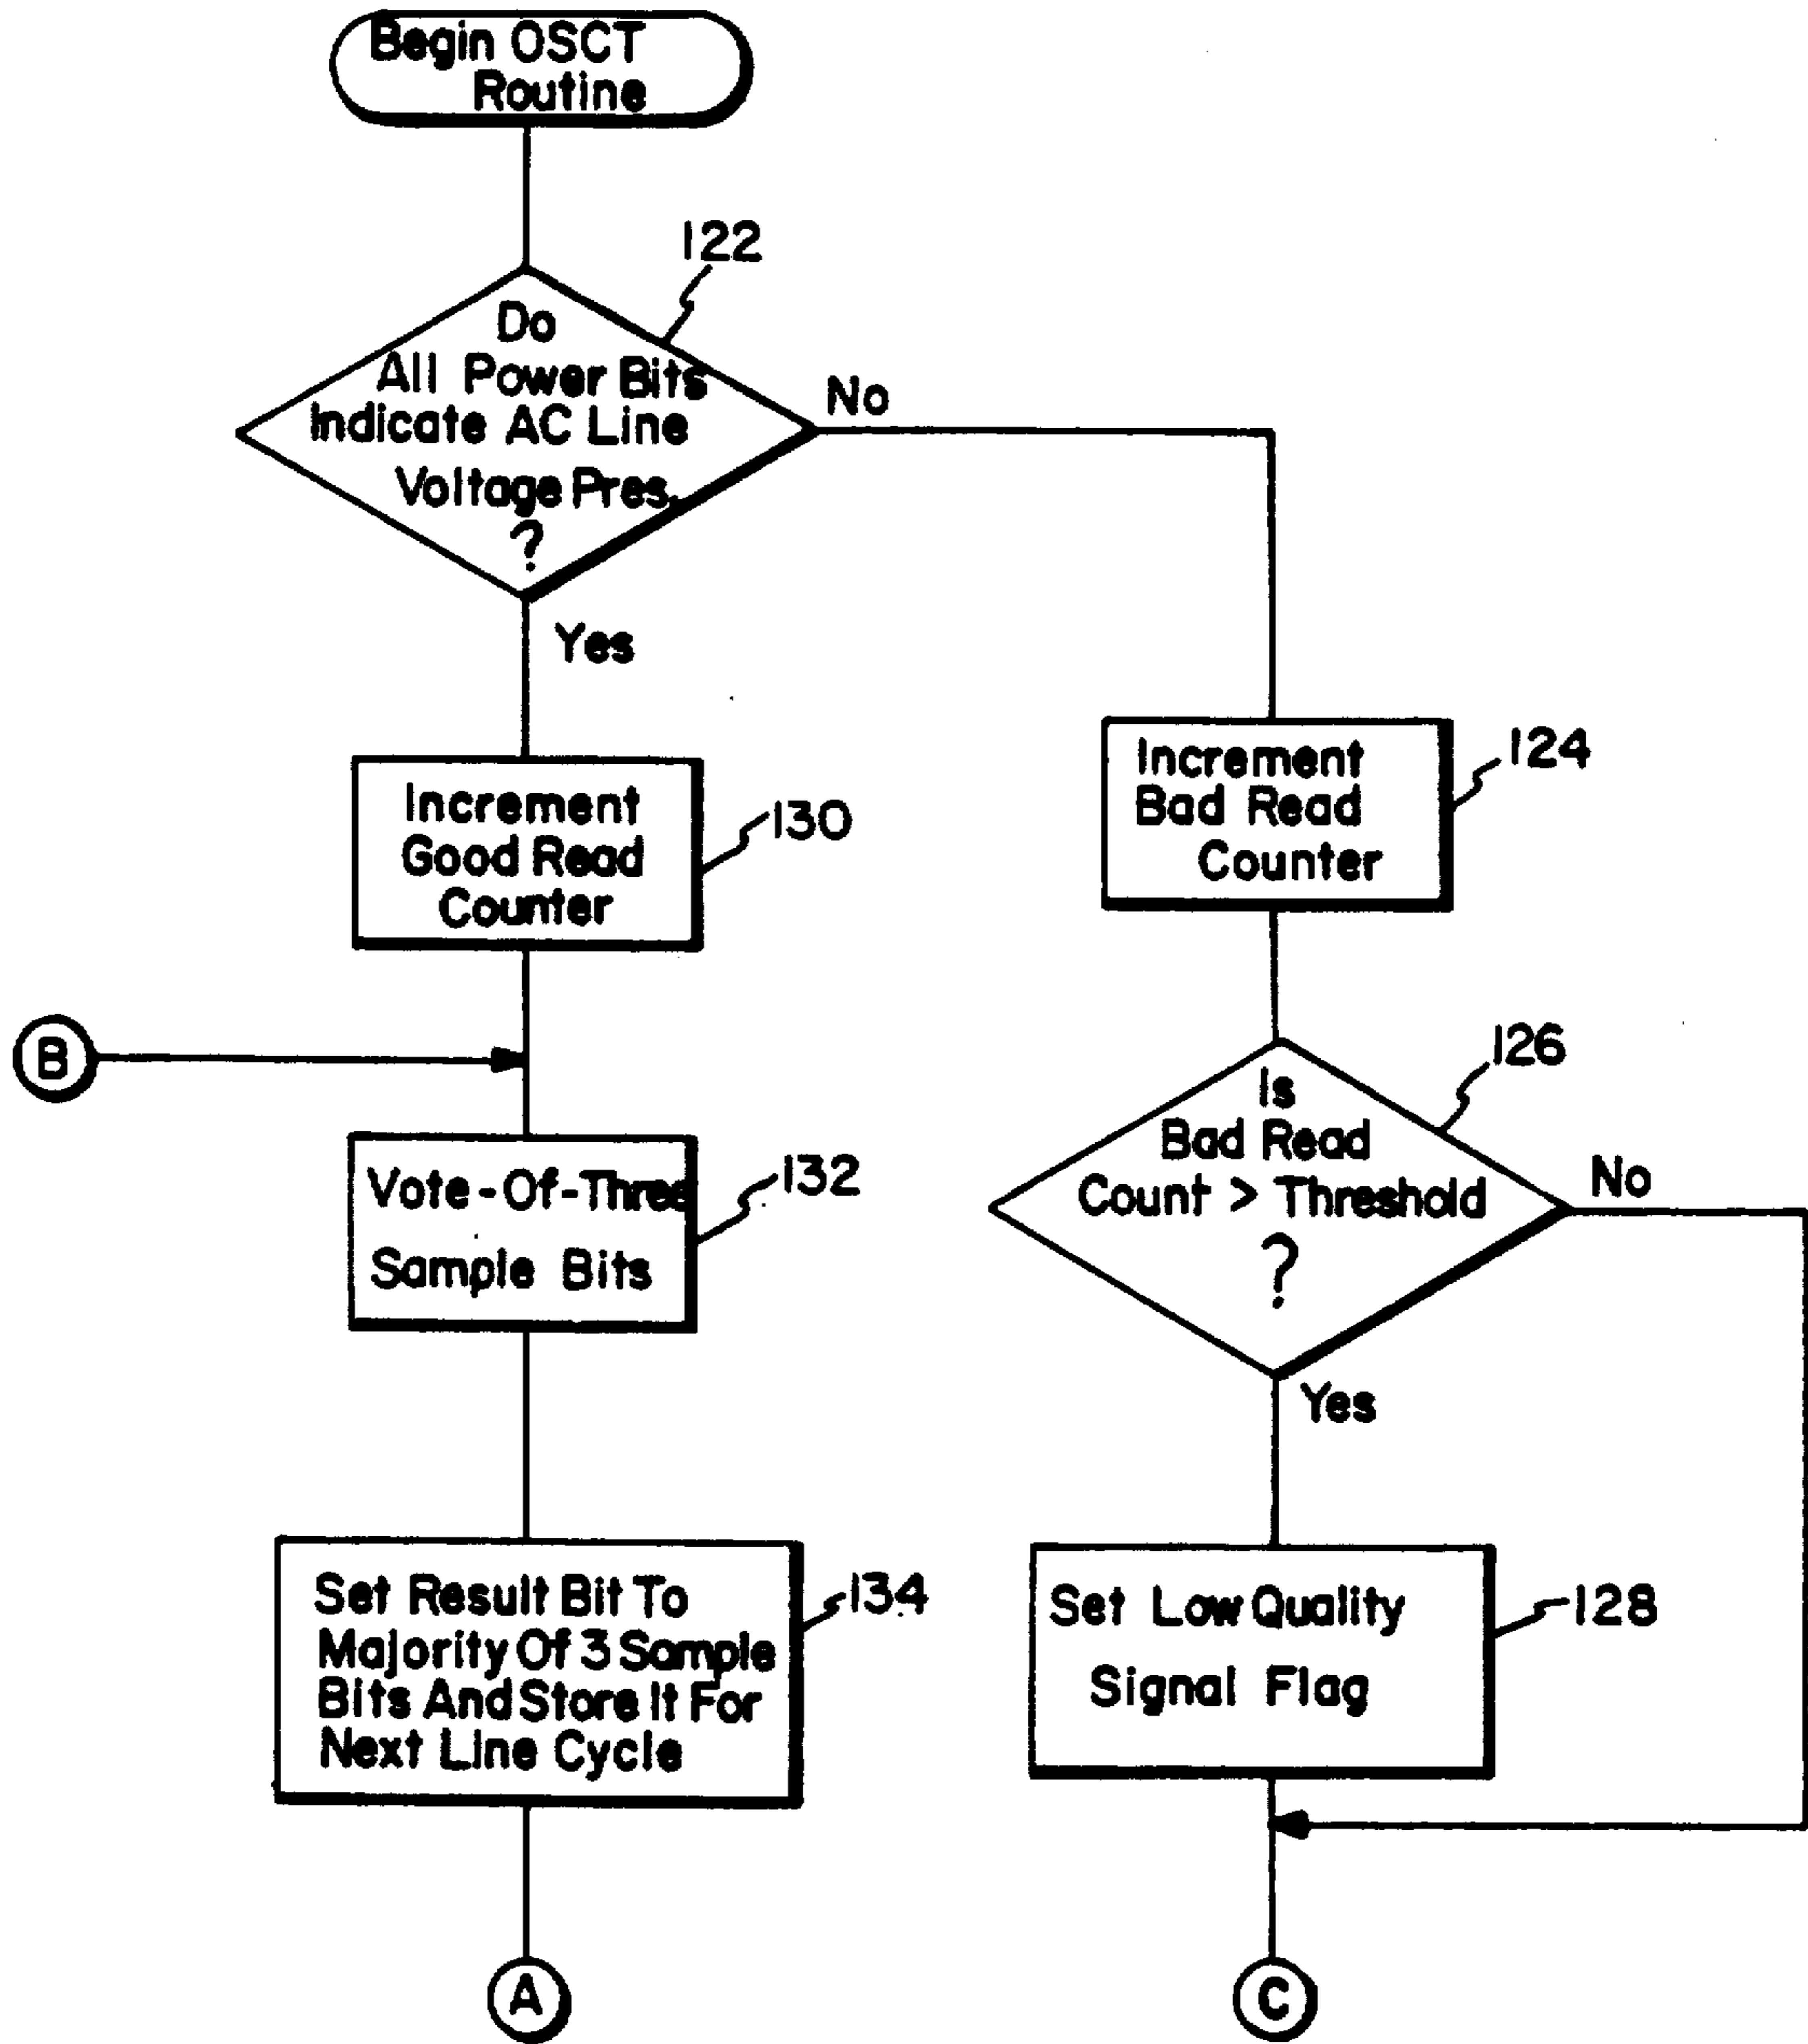 Begin OSCT
Routine
122
Do
All Power Bits
Indicate AC Line
Voltage Pres.
?
No
Yes
Increment
Good Read
Counter
130
Increment
Bad Read
Counter
124
B
Vote-Of-Three
Sample Bits
132
126
Is
Bad Read
Count > Threshold
?
No
Yes
Set Result Bit To
Majority Of 3 Sample
Bits And Store It For
Next Line Cycle
134
Set Low Quality
Signal Flag
128
A
C